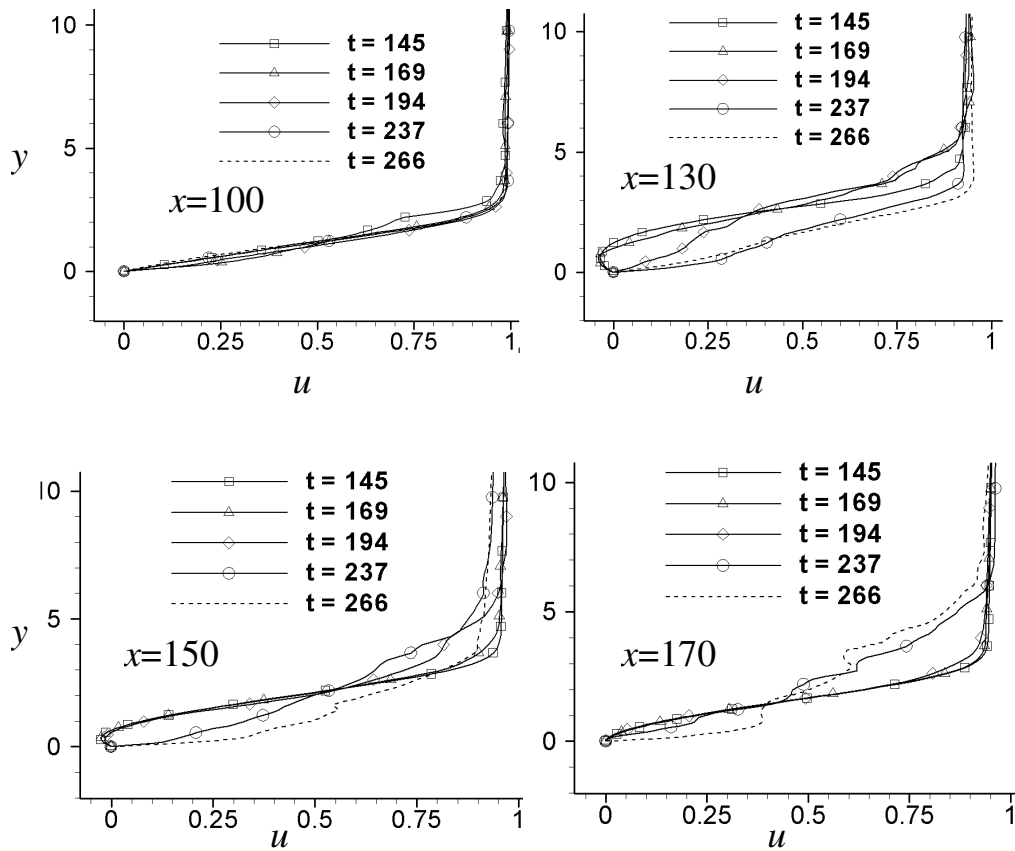 10
5
0
y
t = 145
t = 169
t = 194
t = 237
t = 266
x=100
0
0.25
0.5
0.75
1
u
10
5
0
t = 145
t = 169
t = 194
t = 237
t = 266
x=130
0
0.25
0.5
0.75
1
u
10
5
0
y
t = 145
t = 169
t = 194
t = 237
t = 266
x=150
0
0.25
0.5
0.75
1
u
10
5
0
t = 145
t = 169
t = 194
t = 237
t = 266
x=170
0
0.25
0.5
0.75
1
u